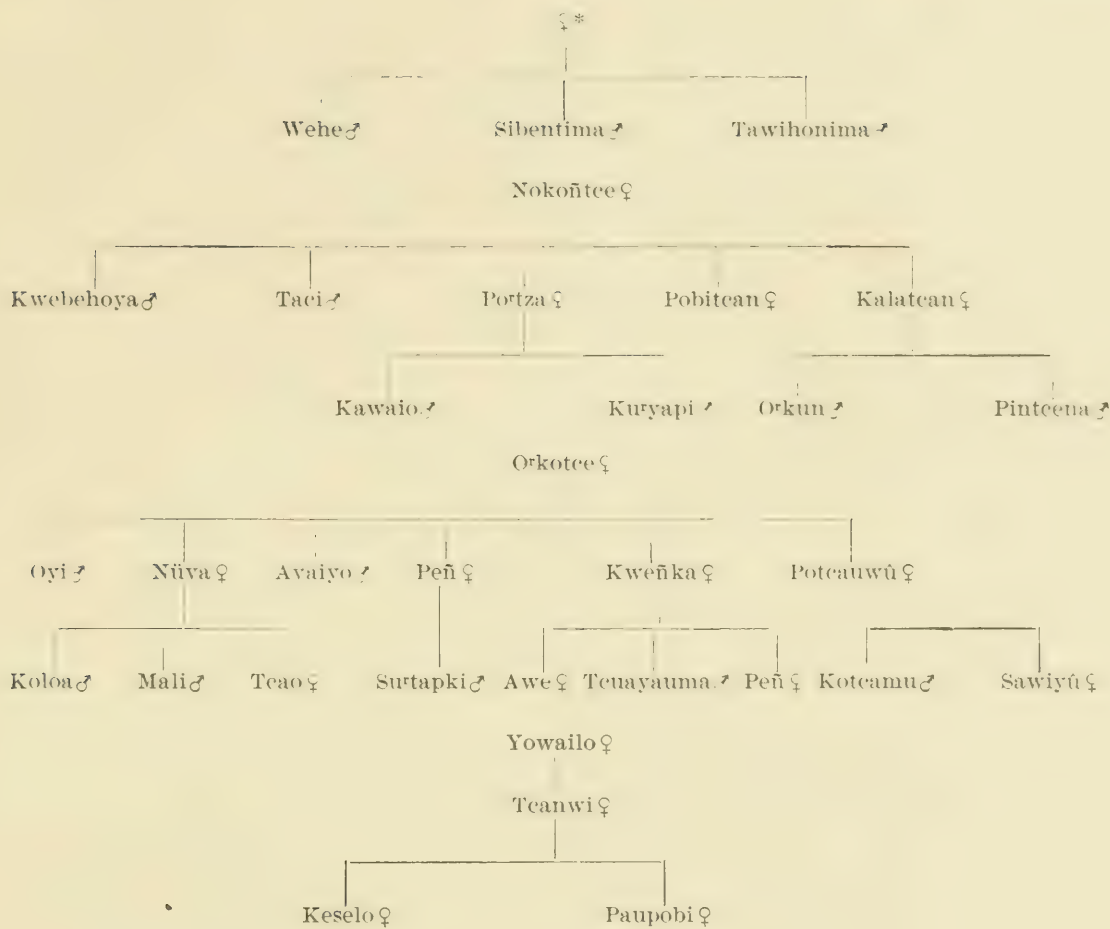 ♀*
Wehe♂ Sibentima♂ Tawihonima♂
Nokoñtce♀
Kwebehoya♂ Taci♂ Poʳtza♀ Pobitcan♀ Kalatcan♀
Kawaio♂ Kuʳyapi♂ Oʳkun♂ Pintcena♂
Oʳkotce♀
Oyi♂ Nüva♀ Avaiyo♂ Peñ♀ Kweñka♀ Potcauwû♀
Koloa♂ Mali♂ Tcao♀ Suʳtapki♂ Awe♀ Tcuayauma♂ Peñ♀ Kotcamu♂ Sawiyû♀
Yowailo♀
Tcanwi♀
Keselo♀ Paupobi♀